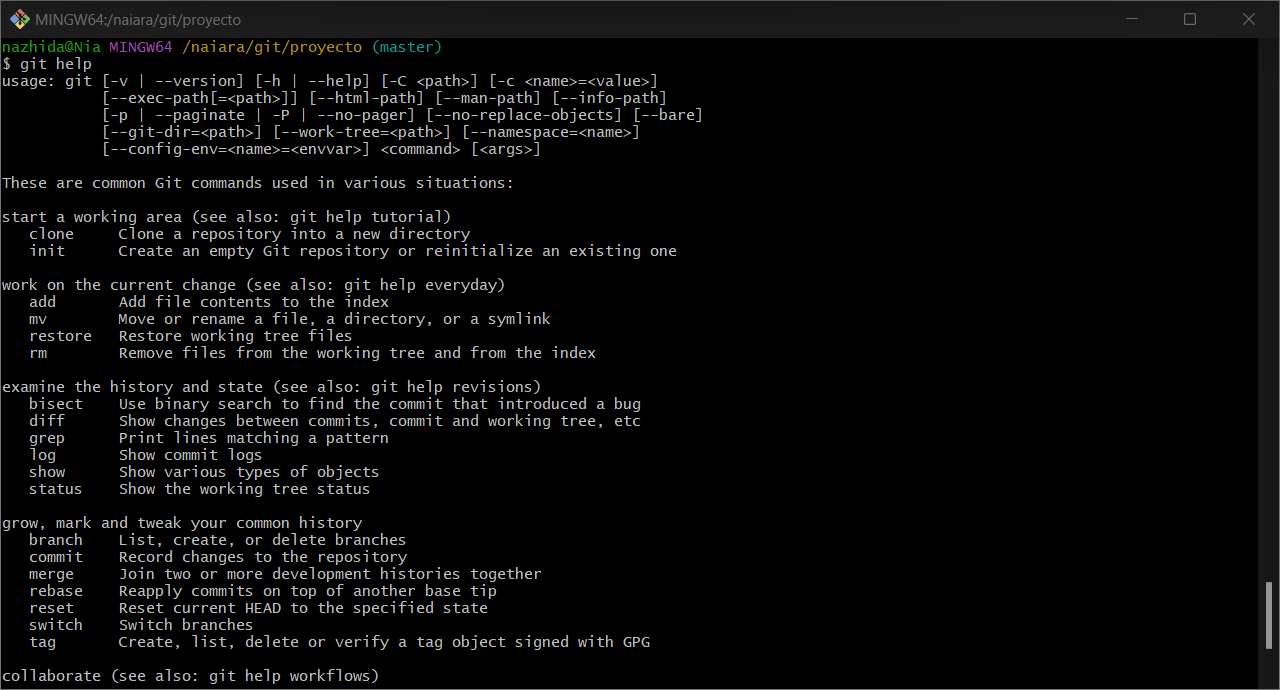 MINGW64:/naiara/git/proyecto
nazhida@Nia MINGW64 /naiara/git/proyecto (master)
$ git help
usage: git [-v | --version] [-h | --help] [-C <path>] [-c <name>=<value>]
           [--exec-path[=<path>]] [--html-path] [--man-path] [--info-path]
           [-p | --paginate | -P | --no-pager] [--no-replace-objects] [--bare]
           [--git-dir=<path>] [--work-tree=<path>] [--namespace=<name>]
           [--config-env=<name>=<envvar>] <command> [<args>]

These are common Git commands used in various situations:

start a working area (see also: git help tutorial)
   clone     Clone a repository into a new directory
   init      Create an empty Git repository or reinitialize an existing one

work on the current change (see also: git help everyday)
   add       Add file contents to the index
   mv        Move or rename a file, a directory, or a symlink
   restore   Restore working tree files
   rm        Remove files from the working tree and from the index

examine the history and state (see also: git help revisions)
   bisect    Use binary search to find the commit that introduced a bug
   diff      Show changes between commits, commit and working tree, etc
   grep      Print lines matching a pattern
   log       Show commit logs
   show      Show various types of objects
   status    Show the working tree status

grow, mark and tweak your common history
   branch    List, create, or delete branches
   commit    Record changes to the repository
   merge     Join two or more development histories together
   rebase    Reapply commits on top of another base tip
   reset     Reset current HEAD to the specified state
   switch    Switch branches
   tag       Create, list, delete or verify a tag object signed with GPG

collaborate (see also: git help workflows)